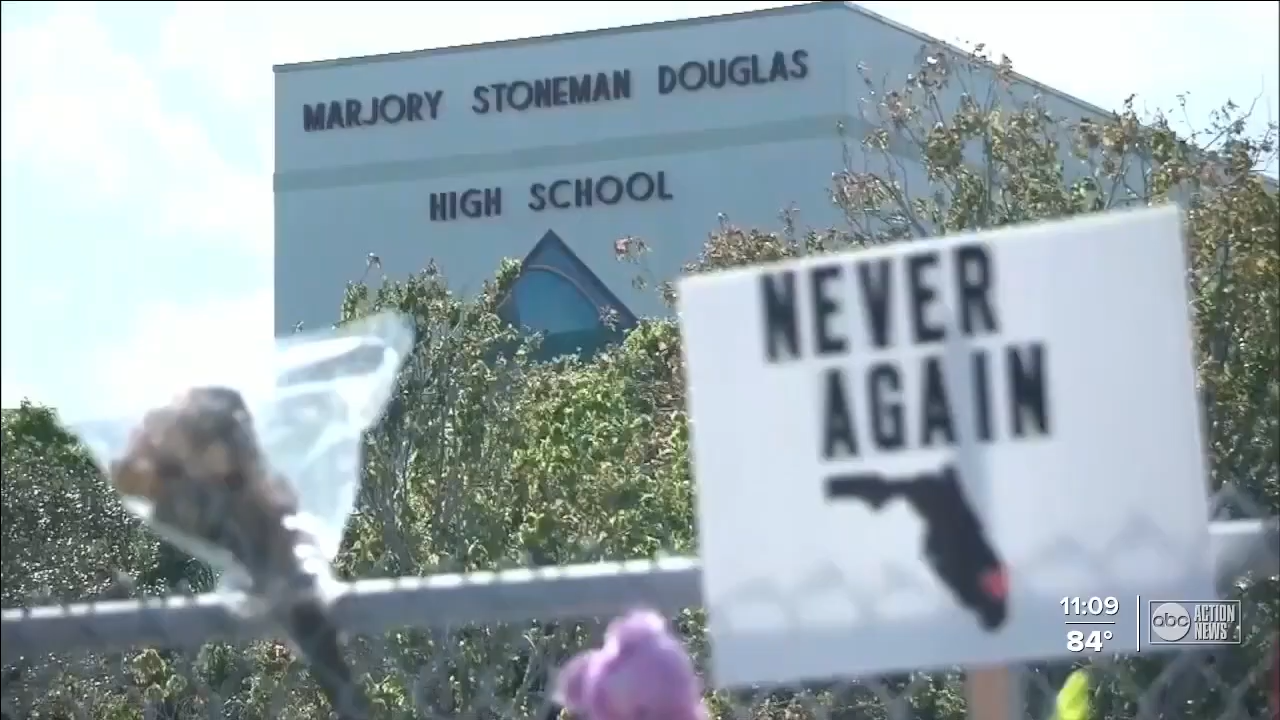 MARJORY STONEMAN DOUGLAS
HIGH SCHOOL
NEVER
AGAIN
11:09
84°
abc ACTION NEWS